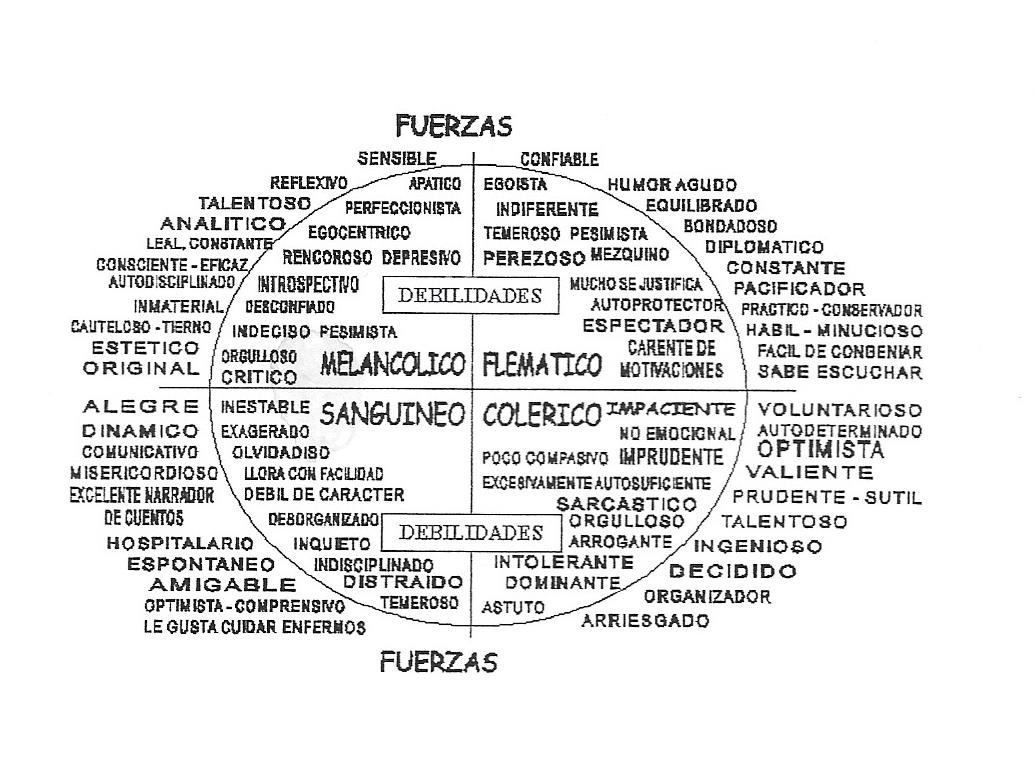 FUERZAS
SENSIBLE
REFLEXIVO
TALENTOSO
ANALITICO
LEAL, CONSTANTE
CONSCIENTE - EFICAZ
AUTODISCIPLINADO
INMATERIAL
CAUTELOSO - TIERNO
ESTETICO
ORIGINAL
APATICO
PERFECCIONISTA
EGOCENTRICO
RENCOROSO DEPRESIVO
INTROSPECTIVO
DESCONFIADO
INDECISO PESIMISTA
ORGULLOSO
CRITICO
MELANCOLICO
CONFIABLE
HUMOR AGUDO
EQUILIBRADO
BONDADOSO
DIPLOMATICO
CONSTANTE
PACIFICADOR
PRACTICO - CONSERVADOR
HABIL - MINUCIOSO
FACIL DE CONGENIAR
SABE ESCUCHAR
EGOISTA
INDIFERENTE
TEMEROSO PESIMISTA
PEREZOSO MEZQUINO
DEBILIDADES
MUCHO SE JUSTIFICA
AUTOPROTECTOR
ESPECTADOR
CARENTE DE
MOTIVACIONES
FLEMATICO
ALEGRE
DINAMICO
COMUNICATIVO
MISERICORDIOSO
EXCELENTE NARRADOR
DE CUENTOS
HOSPITALARIO
ESPONTANEO
AMIGABLE
OPTIMISTA - COMPRENSIVO
LE GUSTA CUIDAR ENFERMOS
SANGUINEO
INESTABLE
EXAGERADO
OLVIDADISO
LLORA CON FACILIDAD
DEBIL DE CARACTER
DESORGANIZADO
INQUIETO
INDISCIPLINADO
DISTRAIDO
TEMEROSO
COLERICO
IMPACIENTE
NO EMOCIONAL
POCO COMPASIVO IMPRUDENTE
EXCESIVAMENTE AUTOSUFICIENTE
SARCASTICO
DEBILIDADES
ORGULLOSO
ARROGANTE
INTOLERANTE
DOMINANTE
ASTUTO
VOLUNTARIOSO
AUTODETERMINADO
OPTIMISTA
VALIENTE
PRUDENTE - SUTIL
TALENTOSO
INGENIOSO
DECIDIDO
ORGANIZADOR
ARRIESGADO
FUERZAS